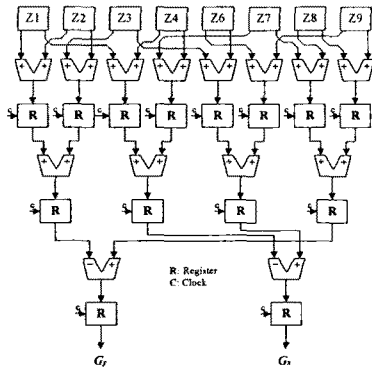 Z1 Z2 Z3 Z4 Z6 Z7 Z8 Z9
+ + + + + + + + + + + + + + + +
C R C R C R C R C R C R C R C R
+ + + + + + + +
C R C R C R C R
− + − +
R: Register
C: Clock
C R C R
Gy Gx